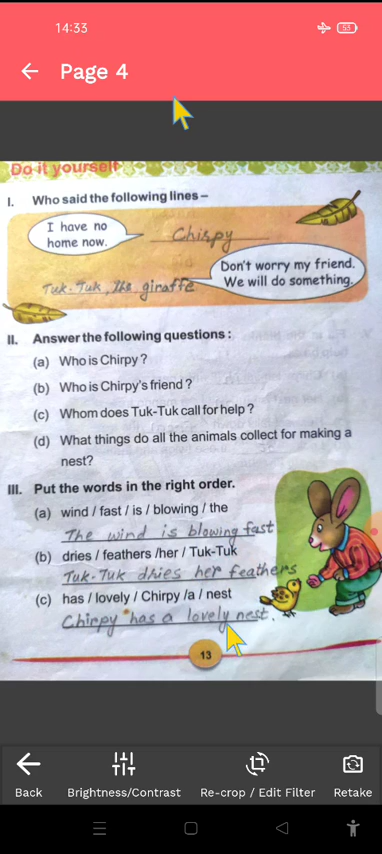 14:33
53
Page 4
Do it yourself
I. Who said the following lines –
I have no
home now.
Chispy
Don't worry my friend.
We will do something.
Tuk-Tuk, the giraffe
II. Answer the following questions :
(a) Who is Chirpy ?
(b) Who is Chirpy's friend ?
(c) Whom does Tuk-Tuk call for help ?
(d) What things do all the animals collect for making a
nest?
III. Put the words in the right order.
(a) wind / fast / is / blowing / the
The wind is blowing fast
(b) dries / feathers /her / Tuk-Tuk
Tuk-Tuk dries her feathers
(c) has / lovely / Chirpy /a / nest
Chirpy has a lovely nest.
13
Back
Brightness/Contrast
Re-crop / Edit Filter
Retake